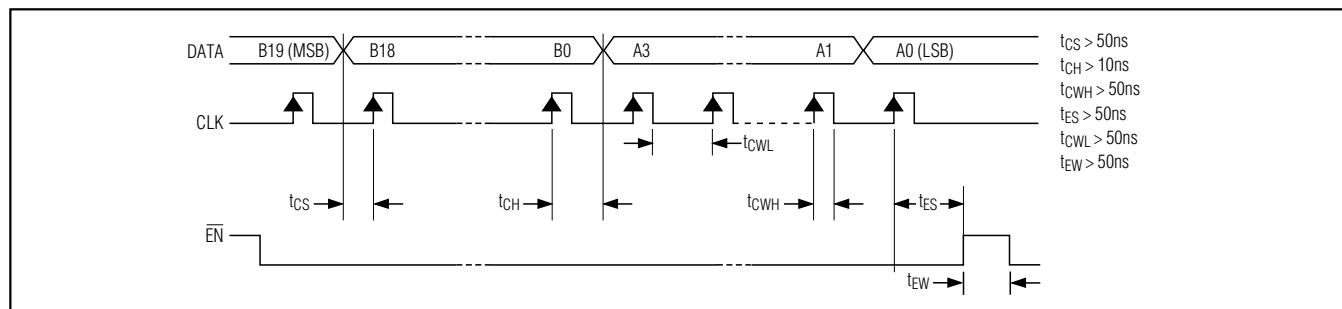 DATA B19 (MSB) B18 B0 A3 A1 A0 (LSB)
CLK
tCWL
tCS tCH tCWH tES
EN
tEW
tCS > 50ns
tCH > 10ns
tCWH > 50ns
tES > 50ns
tCWL > 50ns
tEW > 50ns